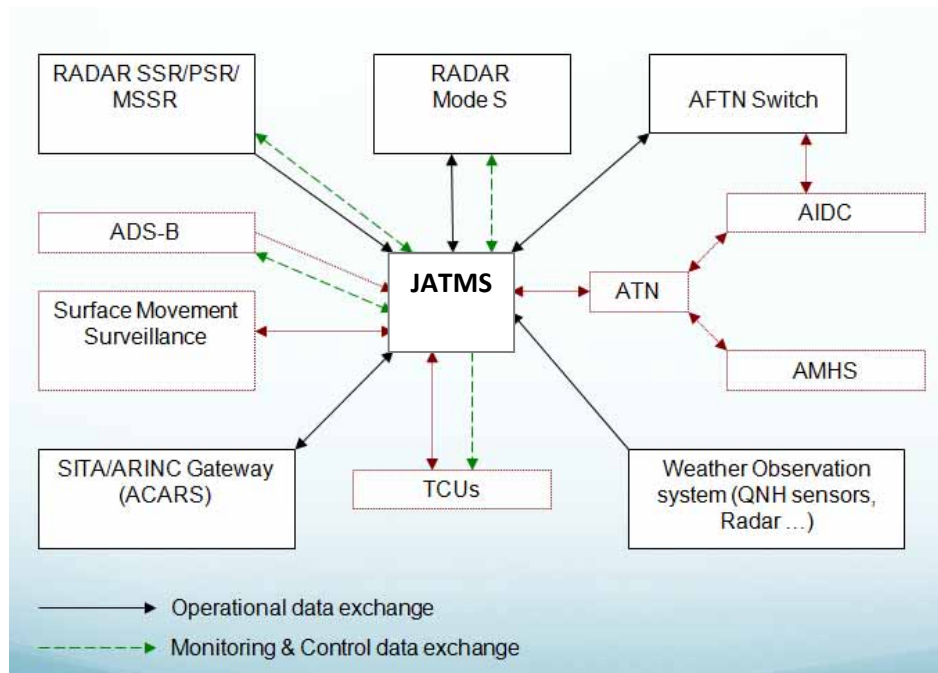 RADAR SSR/PSR/
MSSR
RADAR
Mode S
AFTN Switch
ADS-B
AIDC
JATMS
ATN
Surface Movement
Surveillance
AMHS
SITA/ARINC Gateway
(ACARS)
TCUs
Weather Observation
system (QNH sensors,
Radar ...)
Operational data exchange
Monitoring & Control data exchange